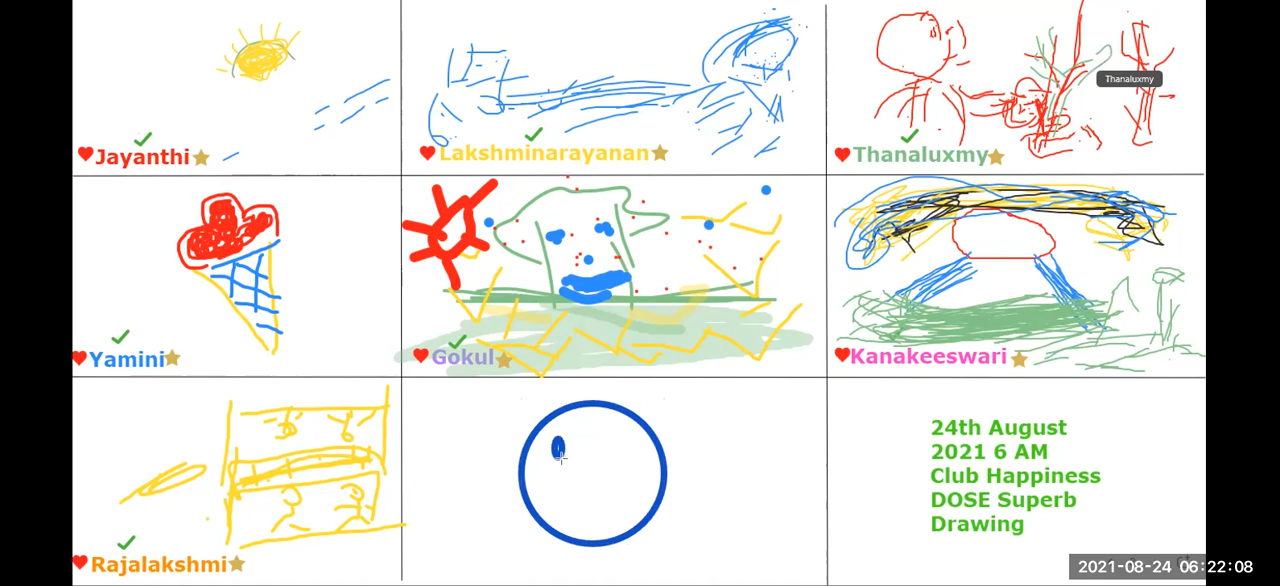 Jayanthi
Lakshminarayanan
Thanaluxmy
Thanaluxmy
Yamini
Gokul
Kanakeeswari
Rajalakshmi
24th August
2021 6 AM
Club Happiness
DOSE Superb
Drawing
2021-08-24 06:22:08